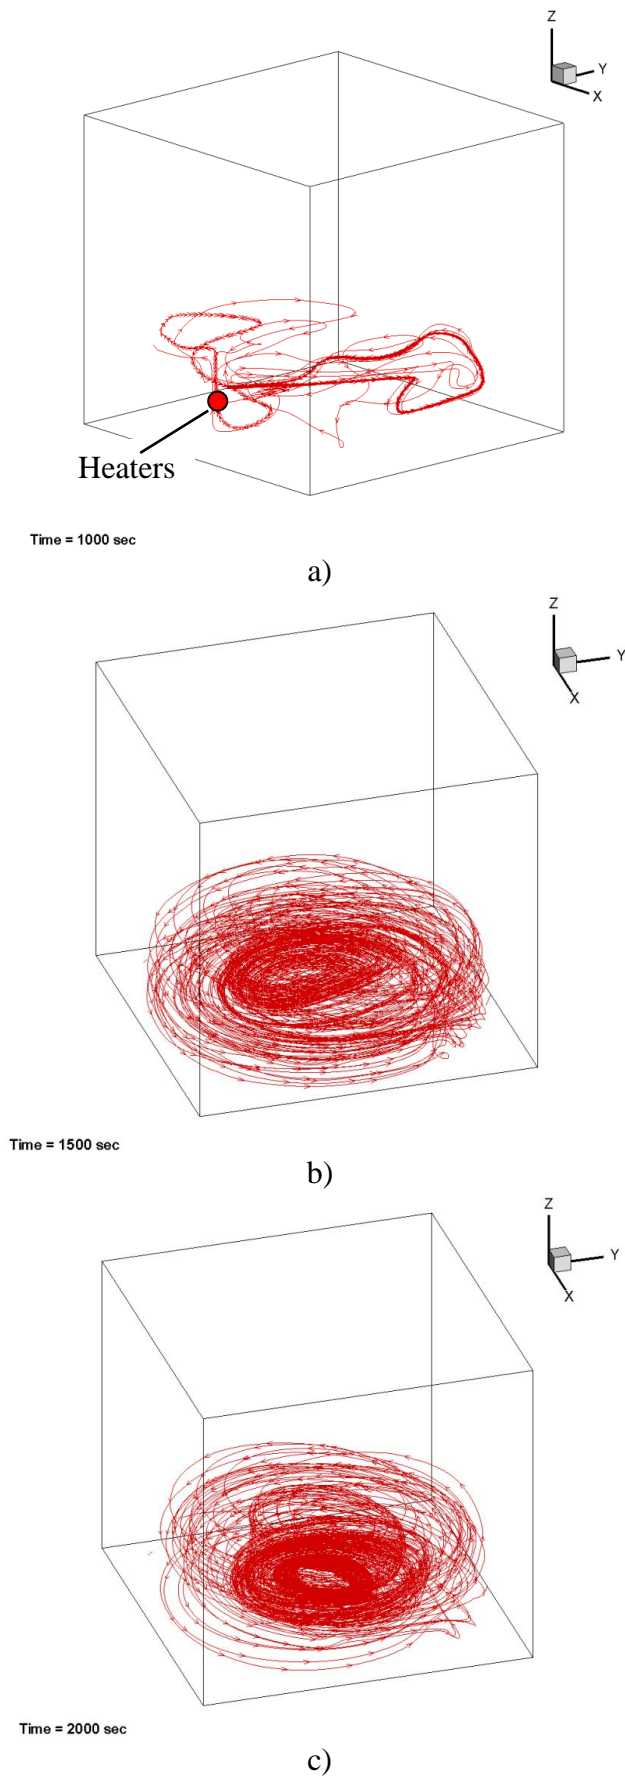 Z
Y
X
Heaters
Time = 1000 sec
a)
Z
Y
X
Time = 1500 sec
b)
Z
Y
X
Time = 2000 sec
c)